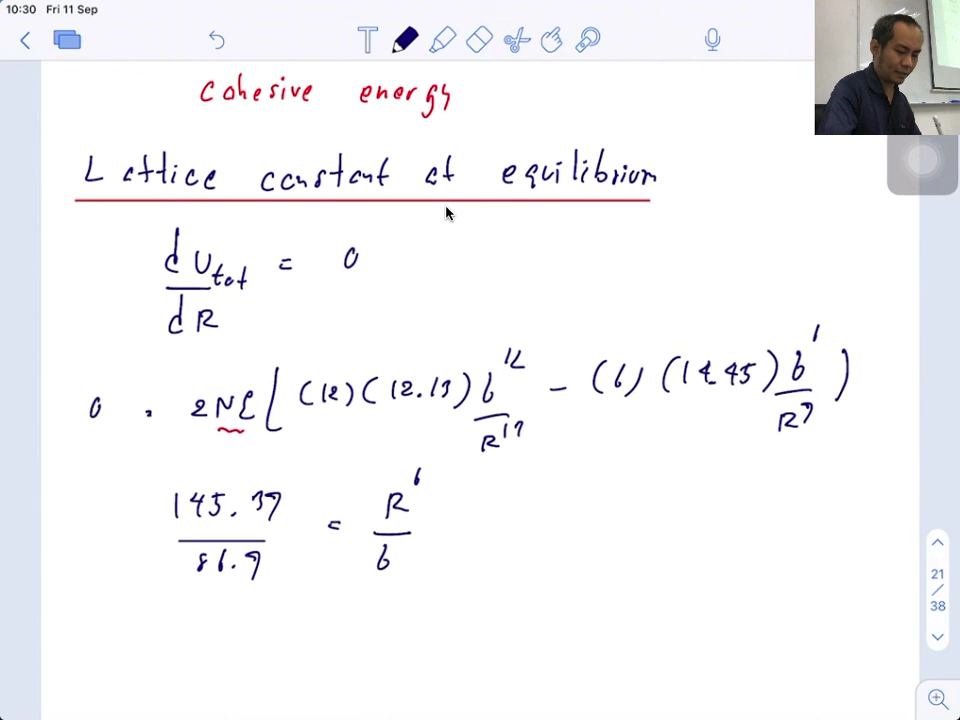 10:30 Fri 11 Sep
T
cohesive energy
Lattice constant at equilibrium
dU_tot/dR = 0
0 = 2Nε[(12)(12.13) b^12/R^13 - (6)(14.45) b^6/R^7)
145.37/86.7 = R^6/b
21
/
38